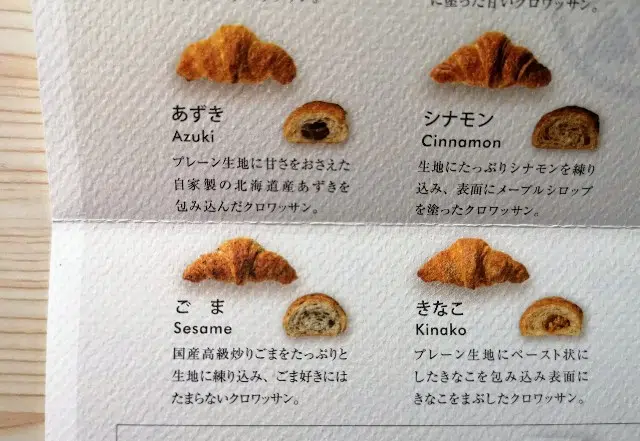 に塗った甘いクロワッサン。
あずき
Azuki
プレーン生地に甘さをおさえた
自家製の北海道産あずきを
包み込んだクロワッサン。
シナモン
Cinnamon
生地にたっぷりシナモンを練り
込み、表面にメープルシロップ
を塗ったクロワッサン。
ごま
Sesame
国産高級炒りごまをたっぷりと
生地に練り込み、ごま好きには
たまらないクロワッサン。
きなこ
Kinako
プレーン生地にペースト状に
したきなこを包み込み表面に
きなこをまぶしたクロワッサン。